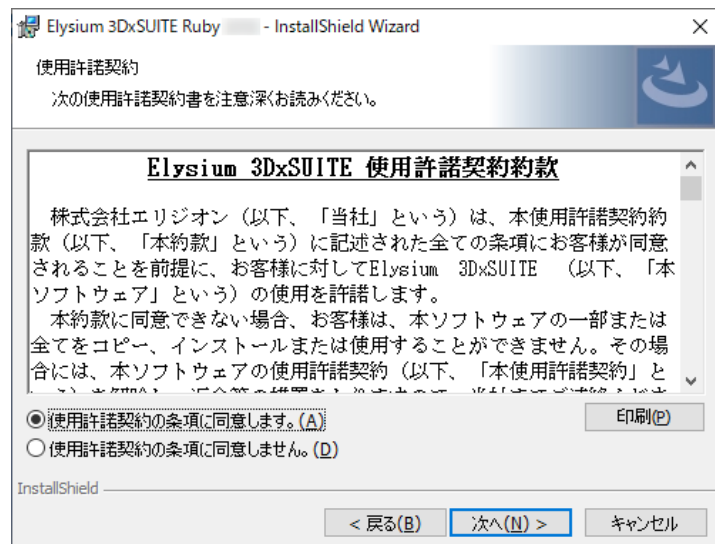 Elysium 3DxSUITE Ruby - InstallShield Wizard
使用許諾契約
次の使用許諾契約書を注意深くお読みください。
Elysium 3DxSUITE 使用許諾契約約款
株式会社エリジオン（以下、「当社」という）は、本使用許諾契約約
款（以下、「本約款」という）に記述された全ての条項にお客様が同意
されることを前提に、お客様に対してElysium 3DxSUITE （以下、「本
ソフトウェア」という）の使用を許諾します。
本約款に同意できない場合、お客様は、本ソフトウェアの一部または
全てをコピー、インストールまたは使用することができません。その場
合には、本ソフトウェアの使用許諾契約（以下、「本使用許諾契約」と
使用許諾契約の条項に同意します。(A)
印刷(P)
使用許諾契約の条項に同意しません。(D)
InstallShield
< 戻る(B)
次へ(N) >
キャンセル